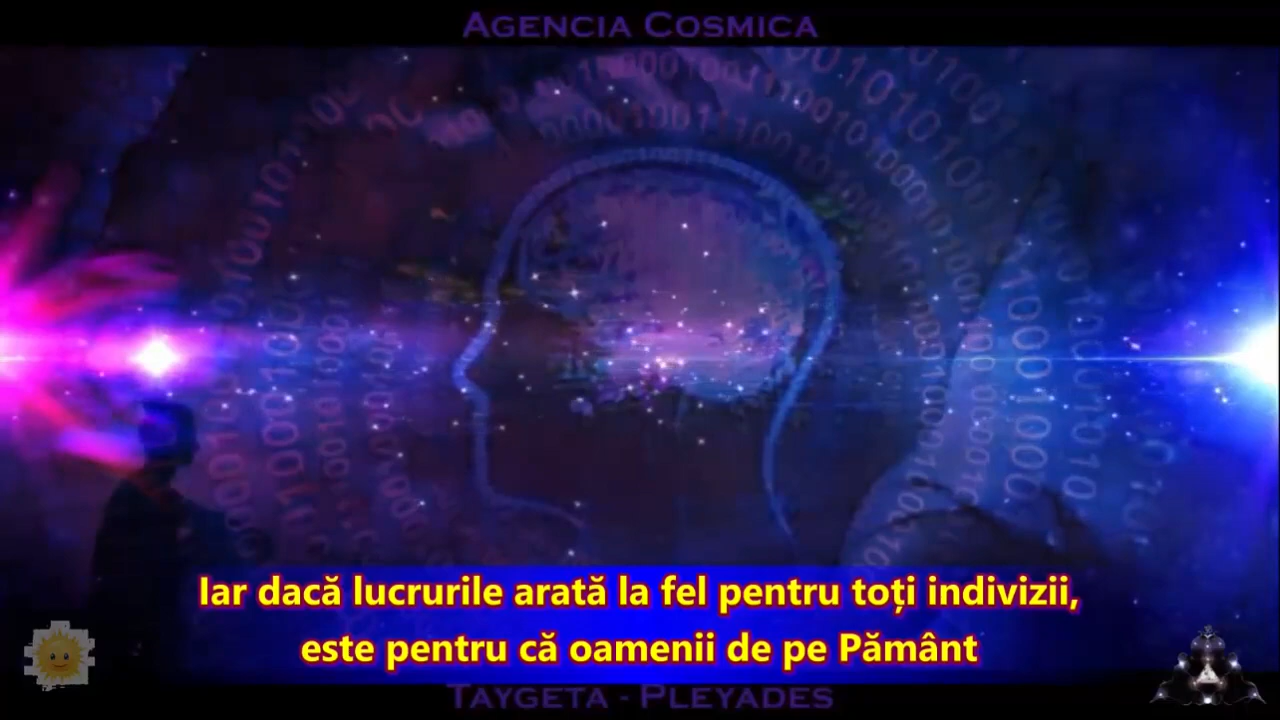 AGENCIA COSMICA
Iar dacă lucrurile arată la fel pentru toți indivizii,
este pentru că oamenii de pe Pământ
TAYGETA - PLEYADES